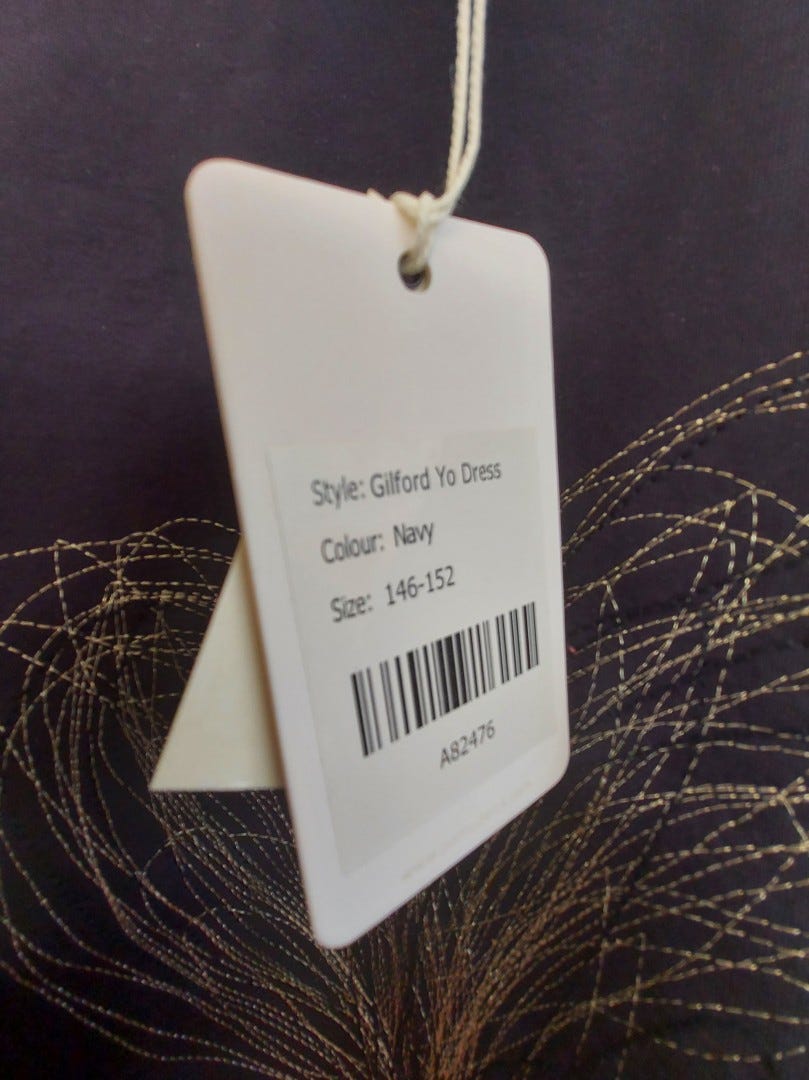 Style: Gilford Yo Dress
Colour: Navy
Size: 146-152
A82476